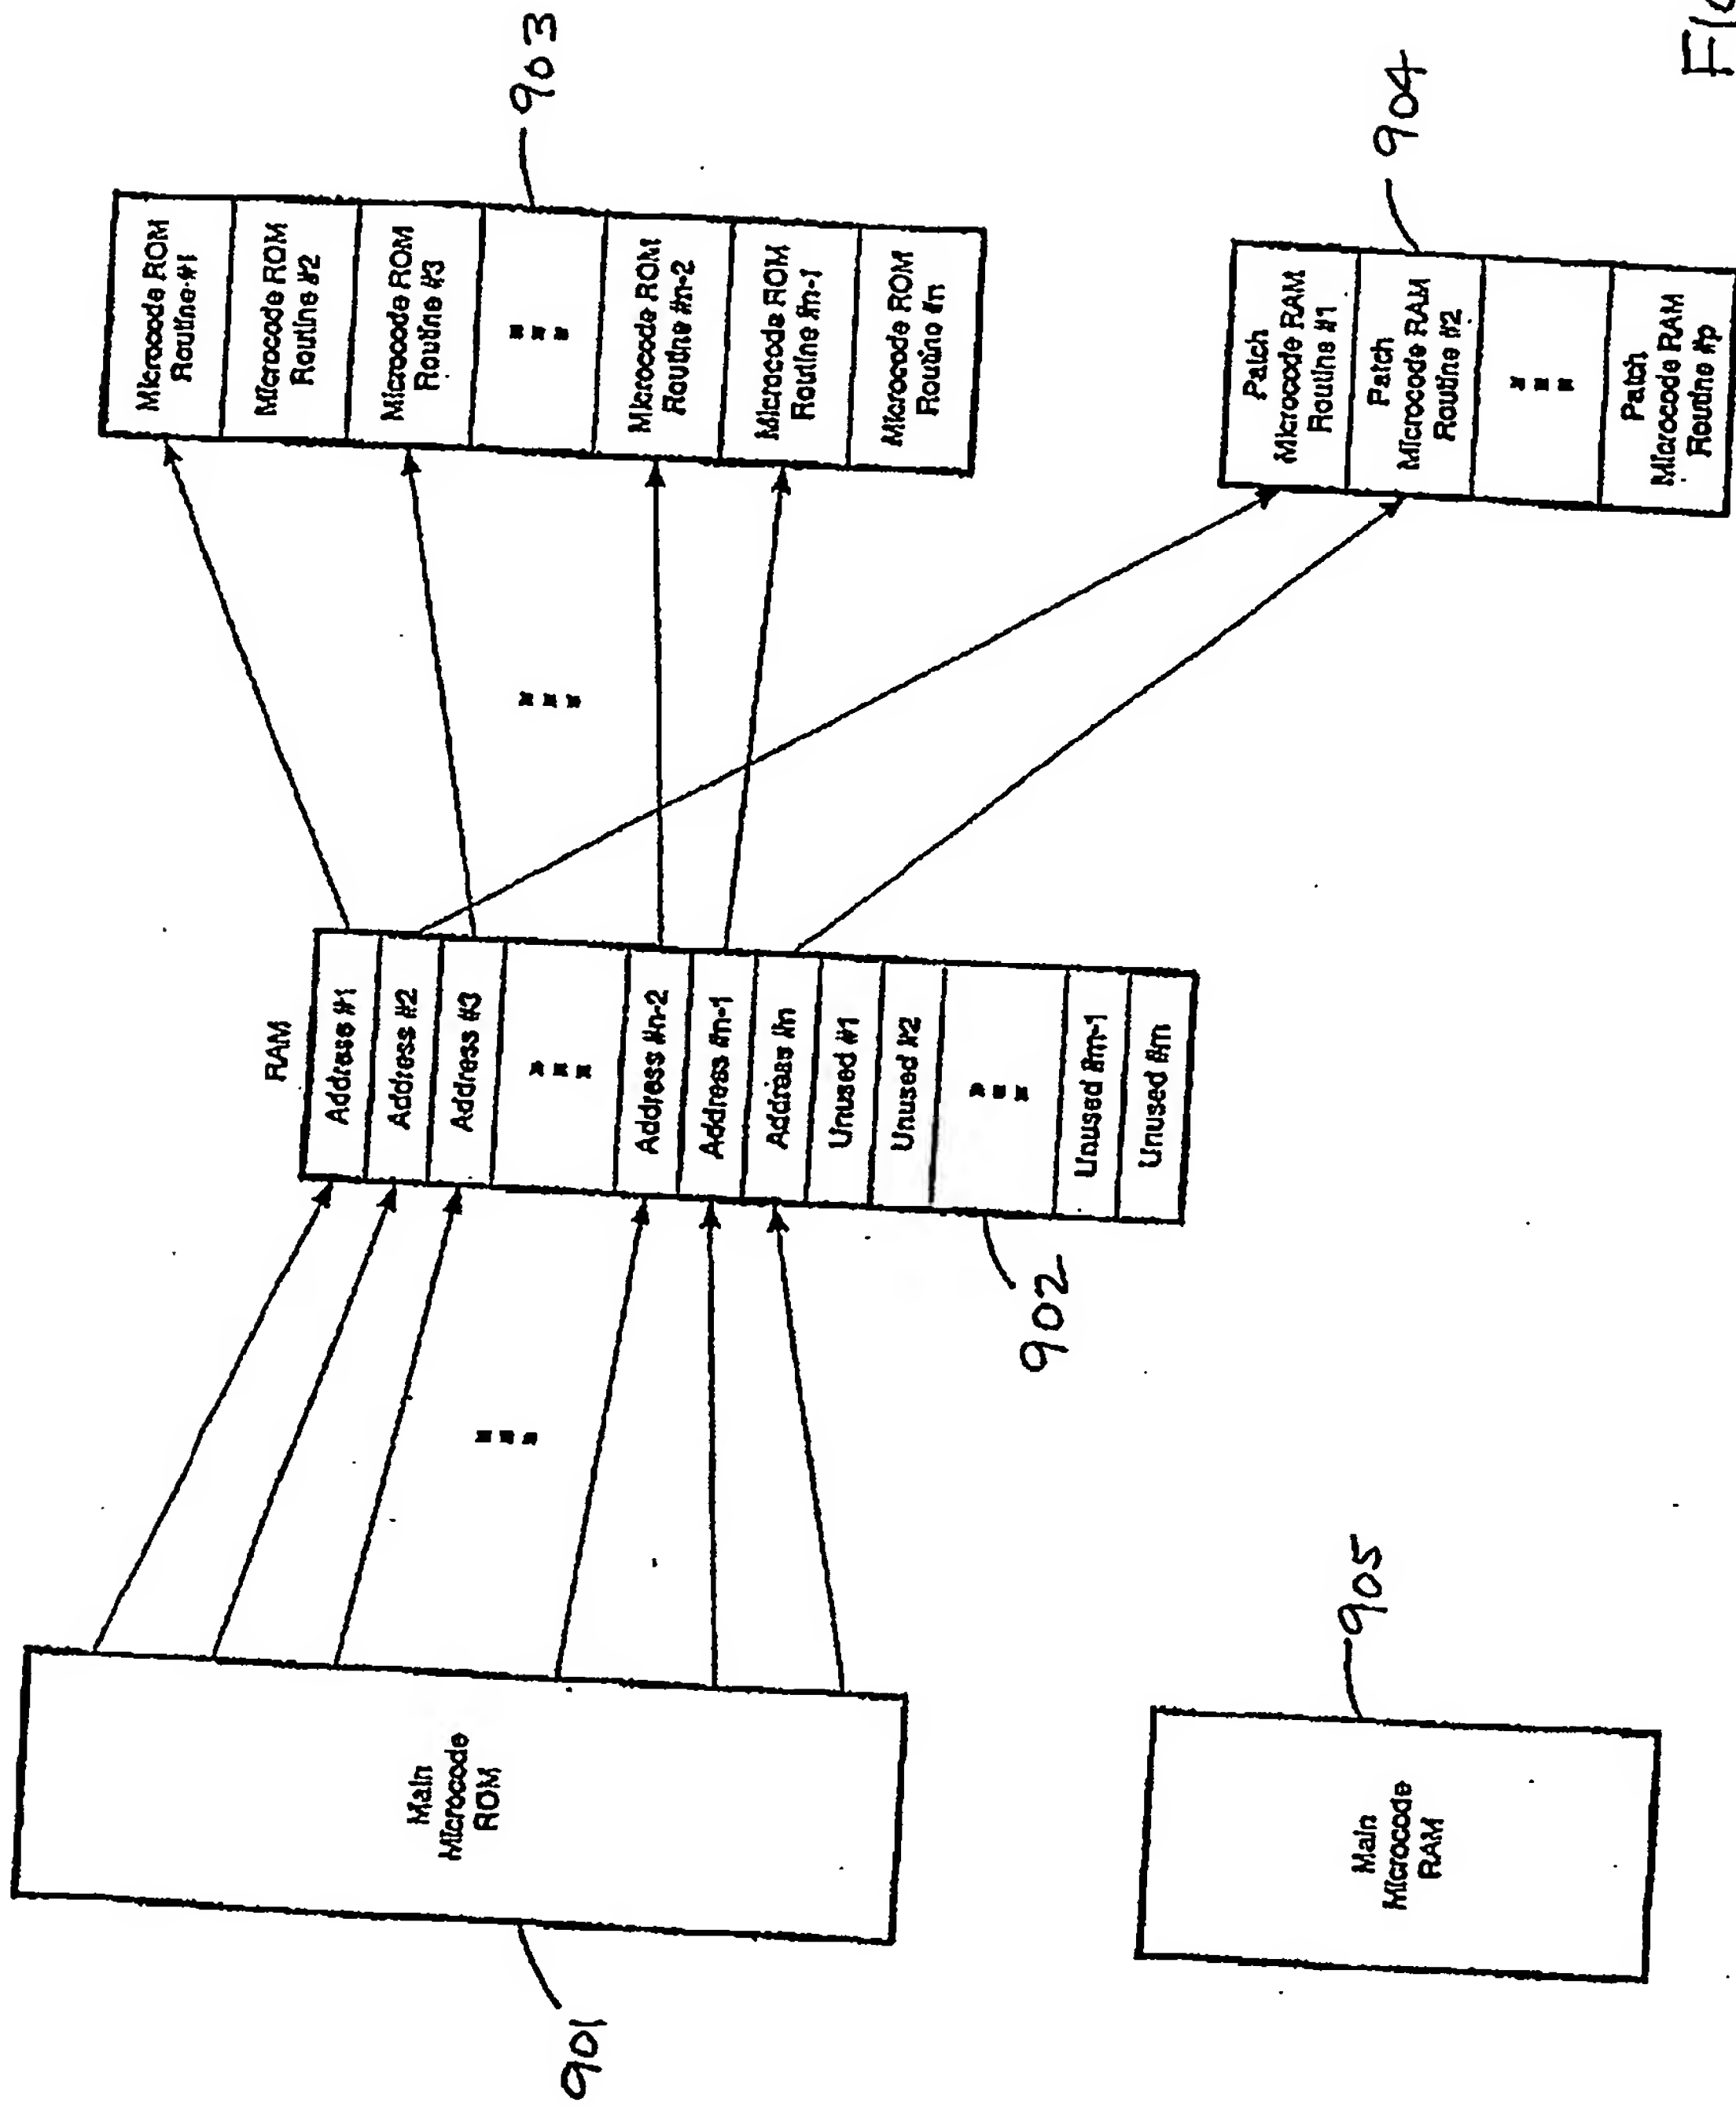 Main
Microcode
ROM
901
RAM
Address #1
Address #2
Address #3
Address #n-2
Address #n-1
Address #n
Unused #1
Unused #2
Unused #m-1
Unused #m
902
Microcode ROM
Routine #1
Microcode ROM
Routine #2
Microcode ROM
Routine #3
Microcode ROM
Routine #n-2
Microcode ROM
Routine #n-1
Microcode ROM
Routine #n
903
Patch
Microcode RAM
Routine #1
Patch
Microcode RAM
Routine #2
Patch
Microcode RAM
Routine #p
904
Main
Microcode
RAM
905